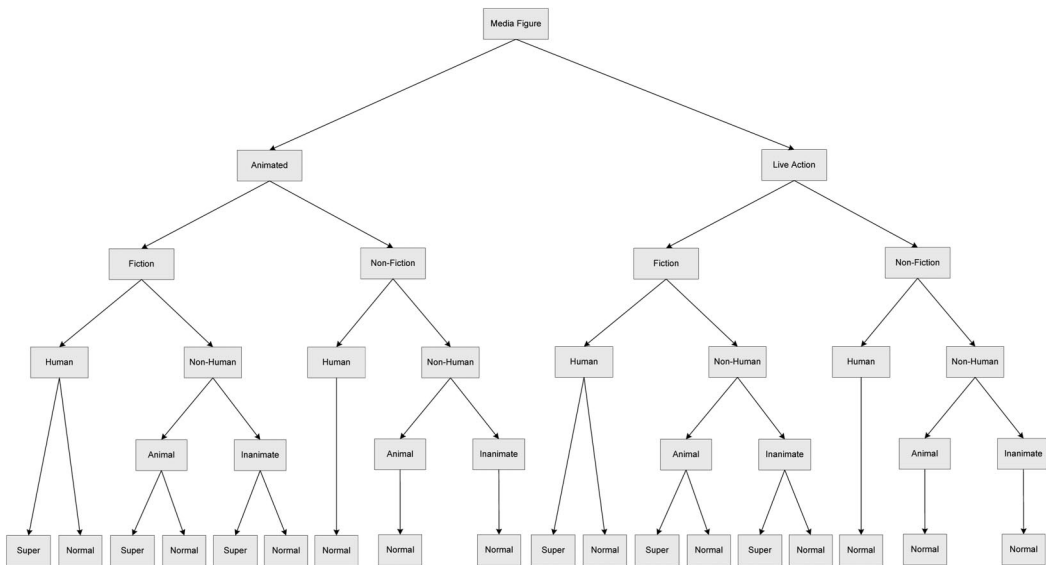 Media Figure
Animated
Live Action
Fiction
Non-Fiction
Fiction
Non-Fiction
Human
Non-Human
Human
Non-Human
Human
Non-Human
Human
Non-Human
Animal
Inanimate
Animal
Inanimate
Animal
Inanimate
Animal
Inanimate
Super
Normal
Super
Normal
Super
Normal
Normal
Normal
Normal
Super
Normal
Super
Normal
Super
Normal
Normal
Normal
Normal